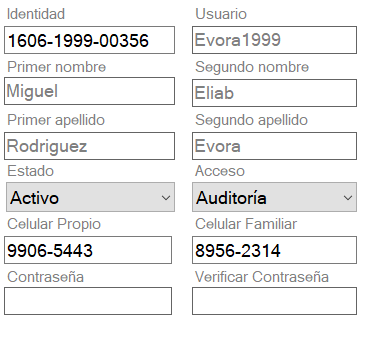 Identidad Usuario
1606-1999-00356 Evora1999
Primer nombre Segundo nombre
Miguel Eliab
Primer apellido Segundo apellido
Rodriguez Evora
Estado Acceso
Activo Auditoría
Celular Propio Celular Familiar
9906-5443 8956-2314
Contraseña Verificar Contraseña